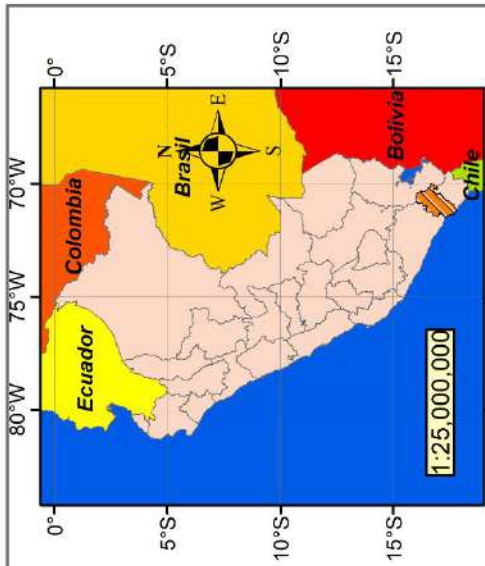 80°W
75°W
70°W
0°
0°
Colombia
Ecuador
N
Brasil
E
W
S
5°S
5°S
10°S
10°S
Bolivia
15°S
15°S
Chile
1:25,000,000